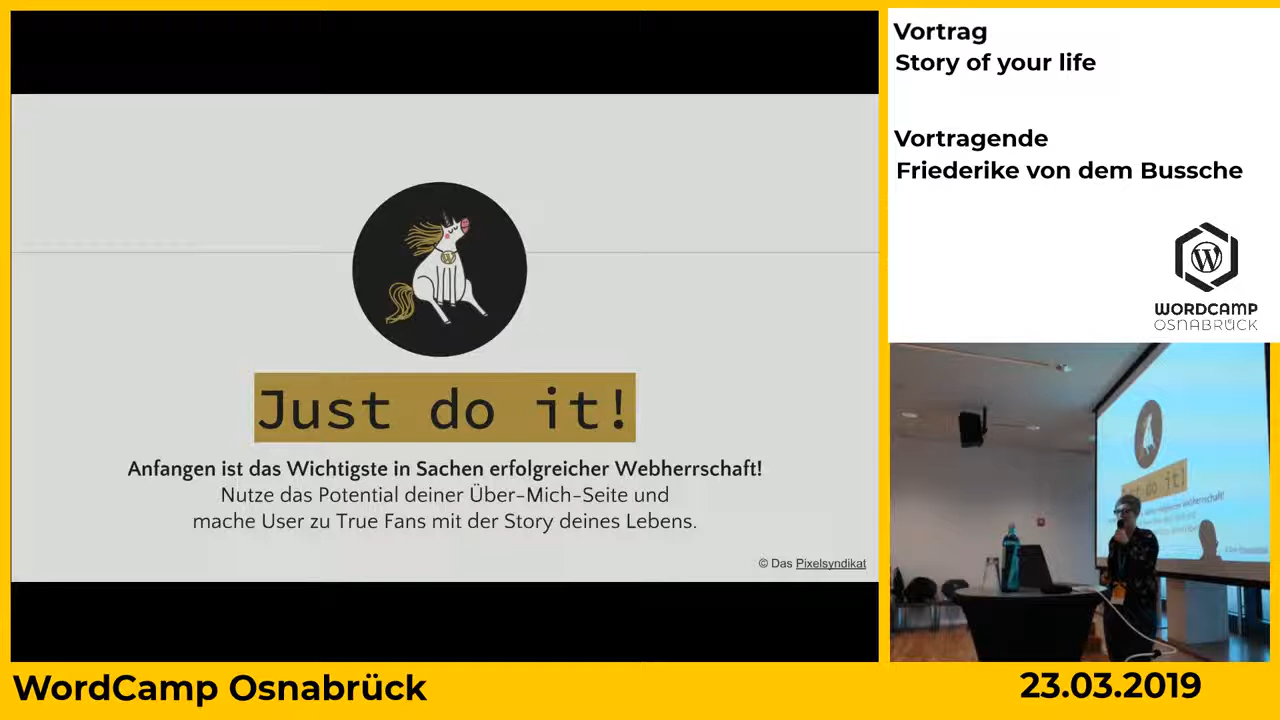 Just do it!
Anfangen ist das Wichtigste in Sachen erfolgreicher Webherrschaft!
Nutze das Potential deiner Über-Mich-Seite und
mache User zu True Fans mit der Story deines Lebens.
© Das Pixelsyndikat
Vortrag
Story of your life
Vortragende
Friederike von dem Bussche
WORDCAMP
OSNABRÜCK
WordCamp Osnabrück
23.03.2019